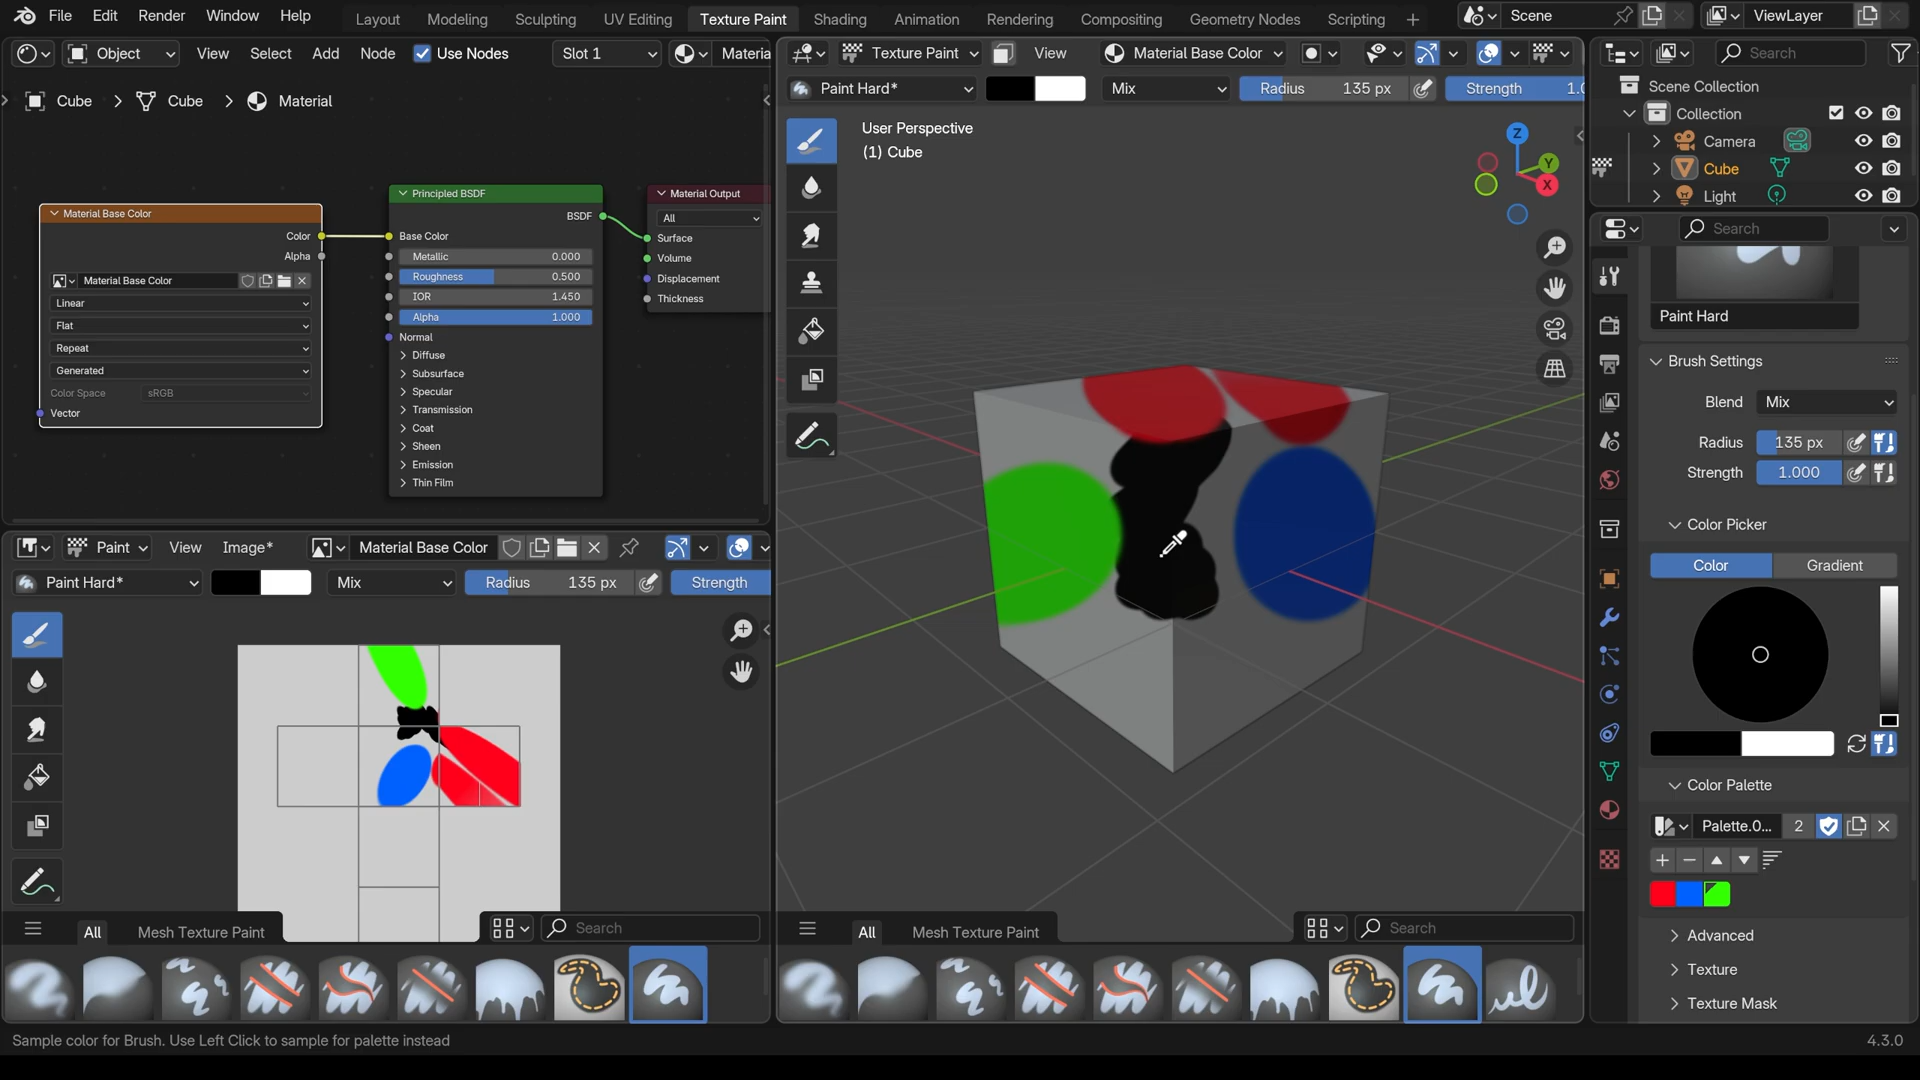 File Edit Render Window Help Layout Modeling Sculpting UV Editing Texture Paint Shading Animation Rendering Compositing Geometry Nodes Scripting + Scene ViewLayer
Object View Select Add Node Use Nodes Slot 1 Materia
Texture Paint View Material Base Color
Search
Cube Cube Material
Paint Hard* Mix Radius 135 px Strength 1.0
Scene Collection
Collection
Camera
Cube
Light
User Perspective
(1) Cube
Z
Y
X
Material Base Color
Color
Alpha
Material Base Color
Linear
Flat
Repeat
Generated
Color Space sRGB
Vector
Principled BSDF
BSDF
Base Color
Metallic 0.000
Roughness 0.500
IOR 1.450
Alpha 1.000
Normal
Diffuse
Subsurface
Specular
Transmission
Coat
Sheen
Emission
Thin Film
Material Output
All
Surface
Volume
Displacement
Thickness
Search
Paint Hard
Brush Settings
Blend Mix
Radius 135 px
Strength 1.000
Color Picker
Color Gradient
Color Palette
Palette.0... 2
Advanced
Texture
Texture Mask
Paint View Image* Material Base Color
Paint Hard* Mix Radius 135 px Strength
All Mesh Texture Paint Search
All Mesh Texture Paint Search
Sample color for Brush. Use Left Click to sample for palette instead
4.3.0